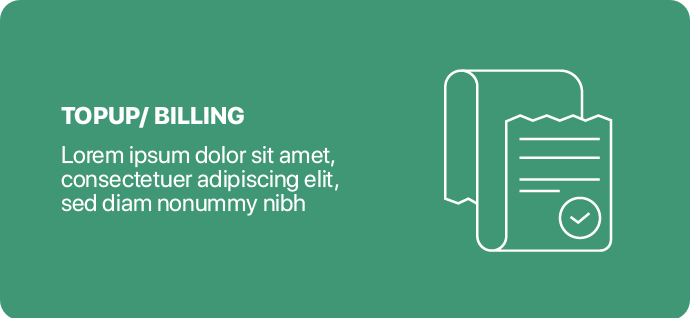 TOPUP/ BILLING
Lorem ipsum dolor sit amet,
consectetuer adipiscing elit,
sed diam nonummy nibh